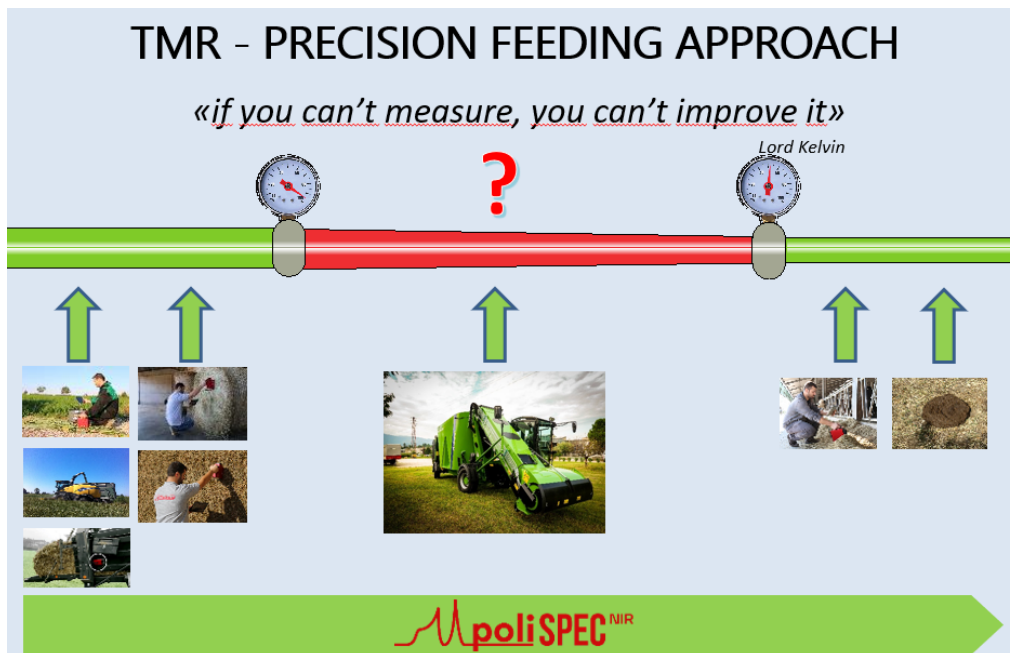 TMR - PRECISION FEEDING APPROACH
«if you can't measure, you can't improve it»
Lord Kelvin
?
poliSPEC NIR